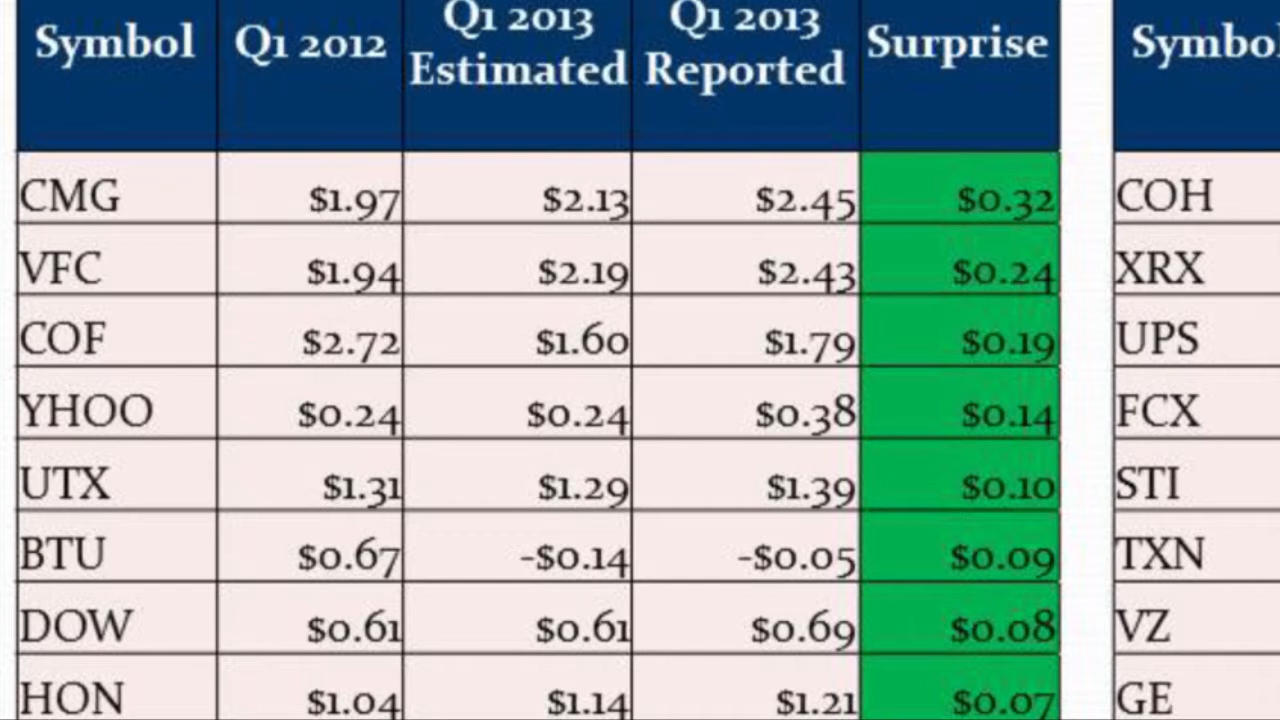 Symbol Q1 2012 Q1 2013 Estimated Q1 2013 Reported Surprise Symbol
CMG $1.97 $2.13 $2.45 $0.32 COH
VFC $1.94 $2.19 $2.43 $0.24 XRX
COF $2.72 $1.60 $1.79 $0.19 UPS
YHOO $0.24 $0.24 $0.38 $0.14 FCX
UTX $1.31 $1.29 $1.39 $0.10 STI
BTU $0.67 -$0.14 -$0.05 $0.09 TXN
DOW $0.61 $0.61 $0.69 $0.08 VZ
HON $1.04 $1.14 $1.21 $0.07 GE